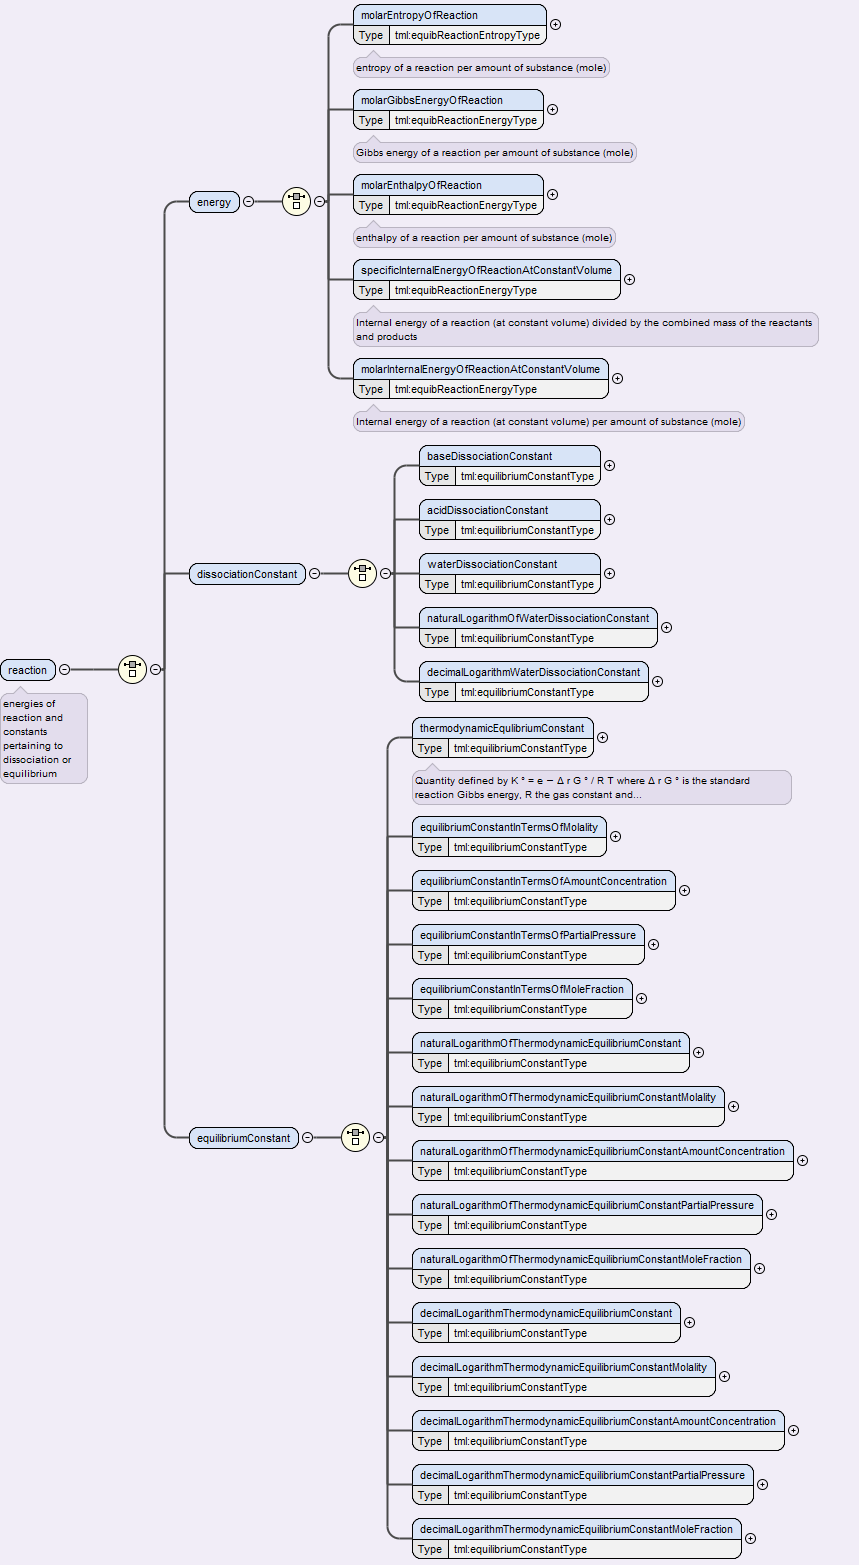 molarEntropyOfReaction
Type tml:equibReactionEntropyType
entropy of a reaction per amount of substance (mole)
molarGibbsEnergyOfReaction
Type tml:equibReactionEnergyType
Gibbs energy of a reaction per amount of substance (mole)
energy
molarEnthalpyOfReaction
Type tml:equibReactionEnergyType
enthalpy of a reaction per amount of substance (mole)
specificInternalEnergyOfReactionAtConstantVolume
Type tml:equibReactionEnergyType
Internal energy of a reaction (at constant volume) divided by the combined mass of the reactants
and products
molarInternalEnergyOfReactionAtConstantVolume
Type tml:equibReactionEnergyType
Internal energy of a reaction (at constant volume) per amount of substance (mole)
baseDissociationConstant
Type tml:equilibriumConstantType
acidDissociationConstant
Type tml:equilibriumConstantType
dissociationConstant
waterDissociationConstant
Type tml:equilibriumConstantType
naturalLogarithmOfWaterDissociationConstant
Type tml:equilibriumConstantType
decimalLogarithmWaterDissociationConstant
Type tml:equilibriumConstantType
reaction
energies of
reaction and
constants
pertaining to
dissociation or
equilibrium
thermodynamicEqulibriumConstant
Type tml:equilibriumConstantType
Quantity defined by K ° = e − Δ r G ° / R T where Δ r G ° is the standard
reaction Gibbs energy, R the gas constant and...
equilibriumConstantInTermsOfMolality
Type tml:equilibriumConstantType
equilibriumConstantInTermsOfAmountConcentration
Type tml:equilibriumConstantType
equilibriumConstantInTermsOfPartialPressure
Type tml:equilibriumConstantType
equilibriumConstantInTermsOfMoleFraction
Type tml:equilibriumConstantType
naturalLogarithmOfThermodynamicEquilibriumConstant
Type tml:equilibriumConstantType
naturalLogarithmOfThermodynamicEquilibriumConstantMolality
Type tml:equilibriumConstantType
equilibriumConstant
naturalLogarithmOfThermodynamicEquilibriumConstantAmountConcentration
Type tml:equilibriumConstantType
naturalLogarithmOfThermodynamicEquilibriumConstantPartialPressure
Type tml:equilibriumConstantType
naturalLogarithmOfThermodynamicEquilibriumConstantMoleFraction
Type tml:equilibriumConstantType
decimalLogarithmThermodynamicEquilibriumConstant
Type tml:equilibriumConstantType
decimalLogarithmThermodynamicEquilibriumConstantMolality
Type tml:equilibriumConstantType
decimalLogarithmThermodynamicEquilibriumConstantAmountConcentration
Type tml:equilibriumConstantType
decimalLogarithmThermodynamicEquilibriumConstantPartialPressure
Type tml:equilibriumConstantType
decimalLogarithmThermodynamicEquilibriumConstantMoleFraction
Type tml:equilibriumConstantType